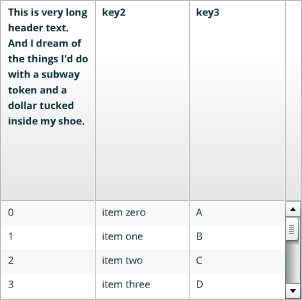 This is very long key2 key3
header text.
And I dream of
the things I'd do
with a subway
token and a
dollar tucked
inside my shoe.
0 item zero A
1 item one B
2 item two C
3 item three D